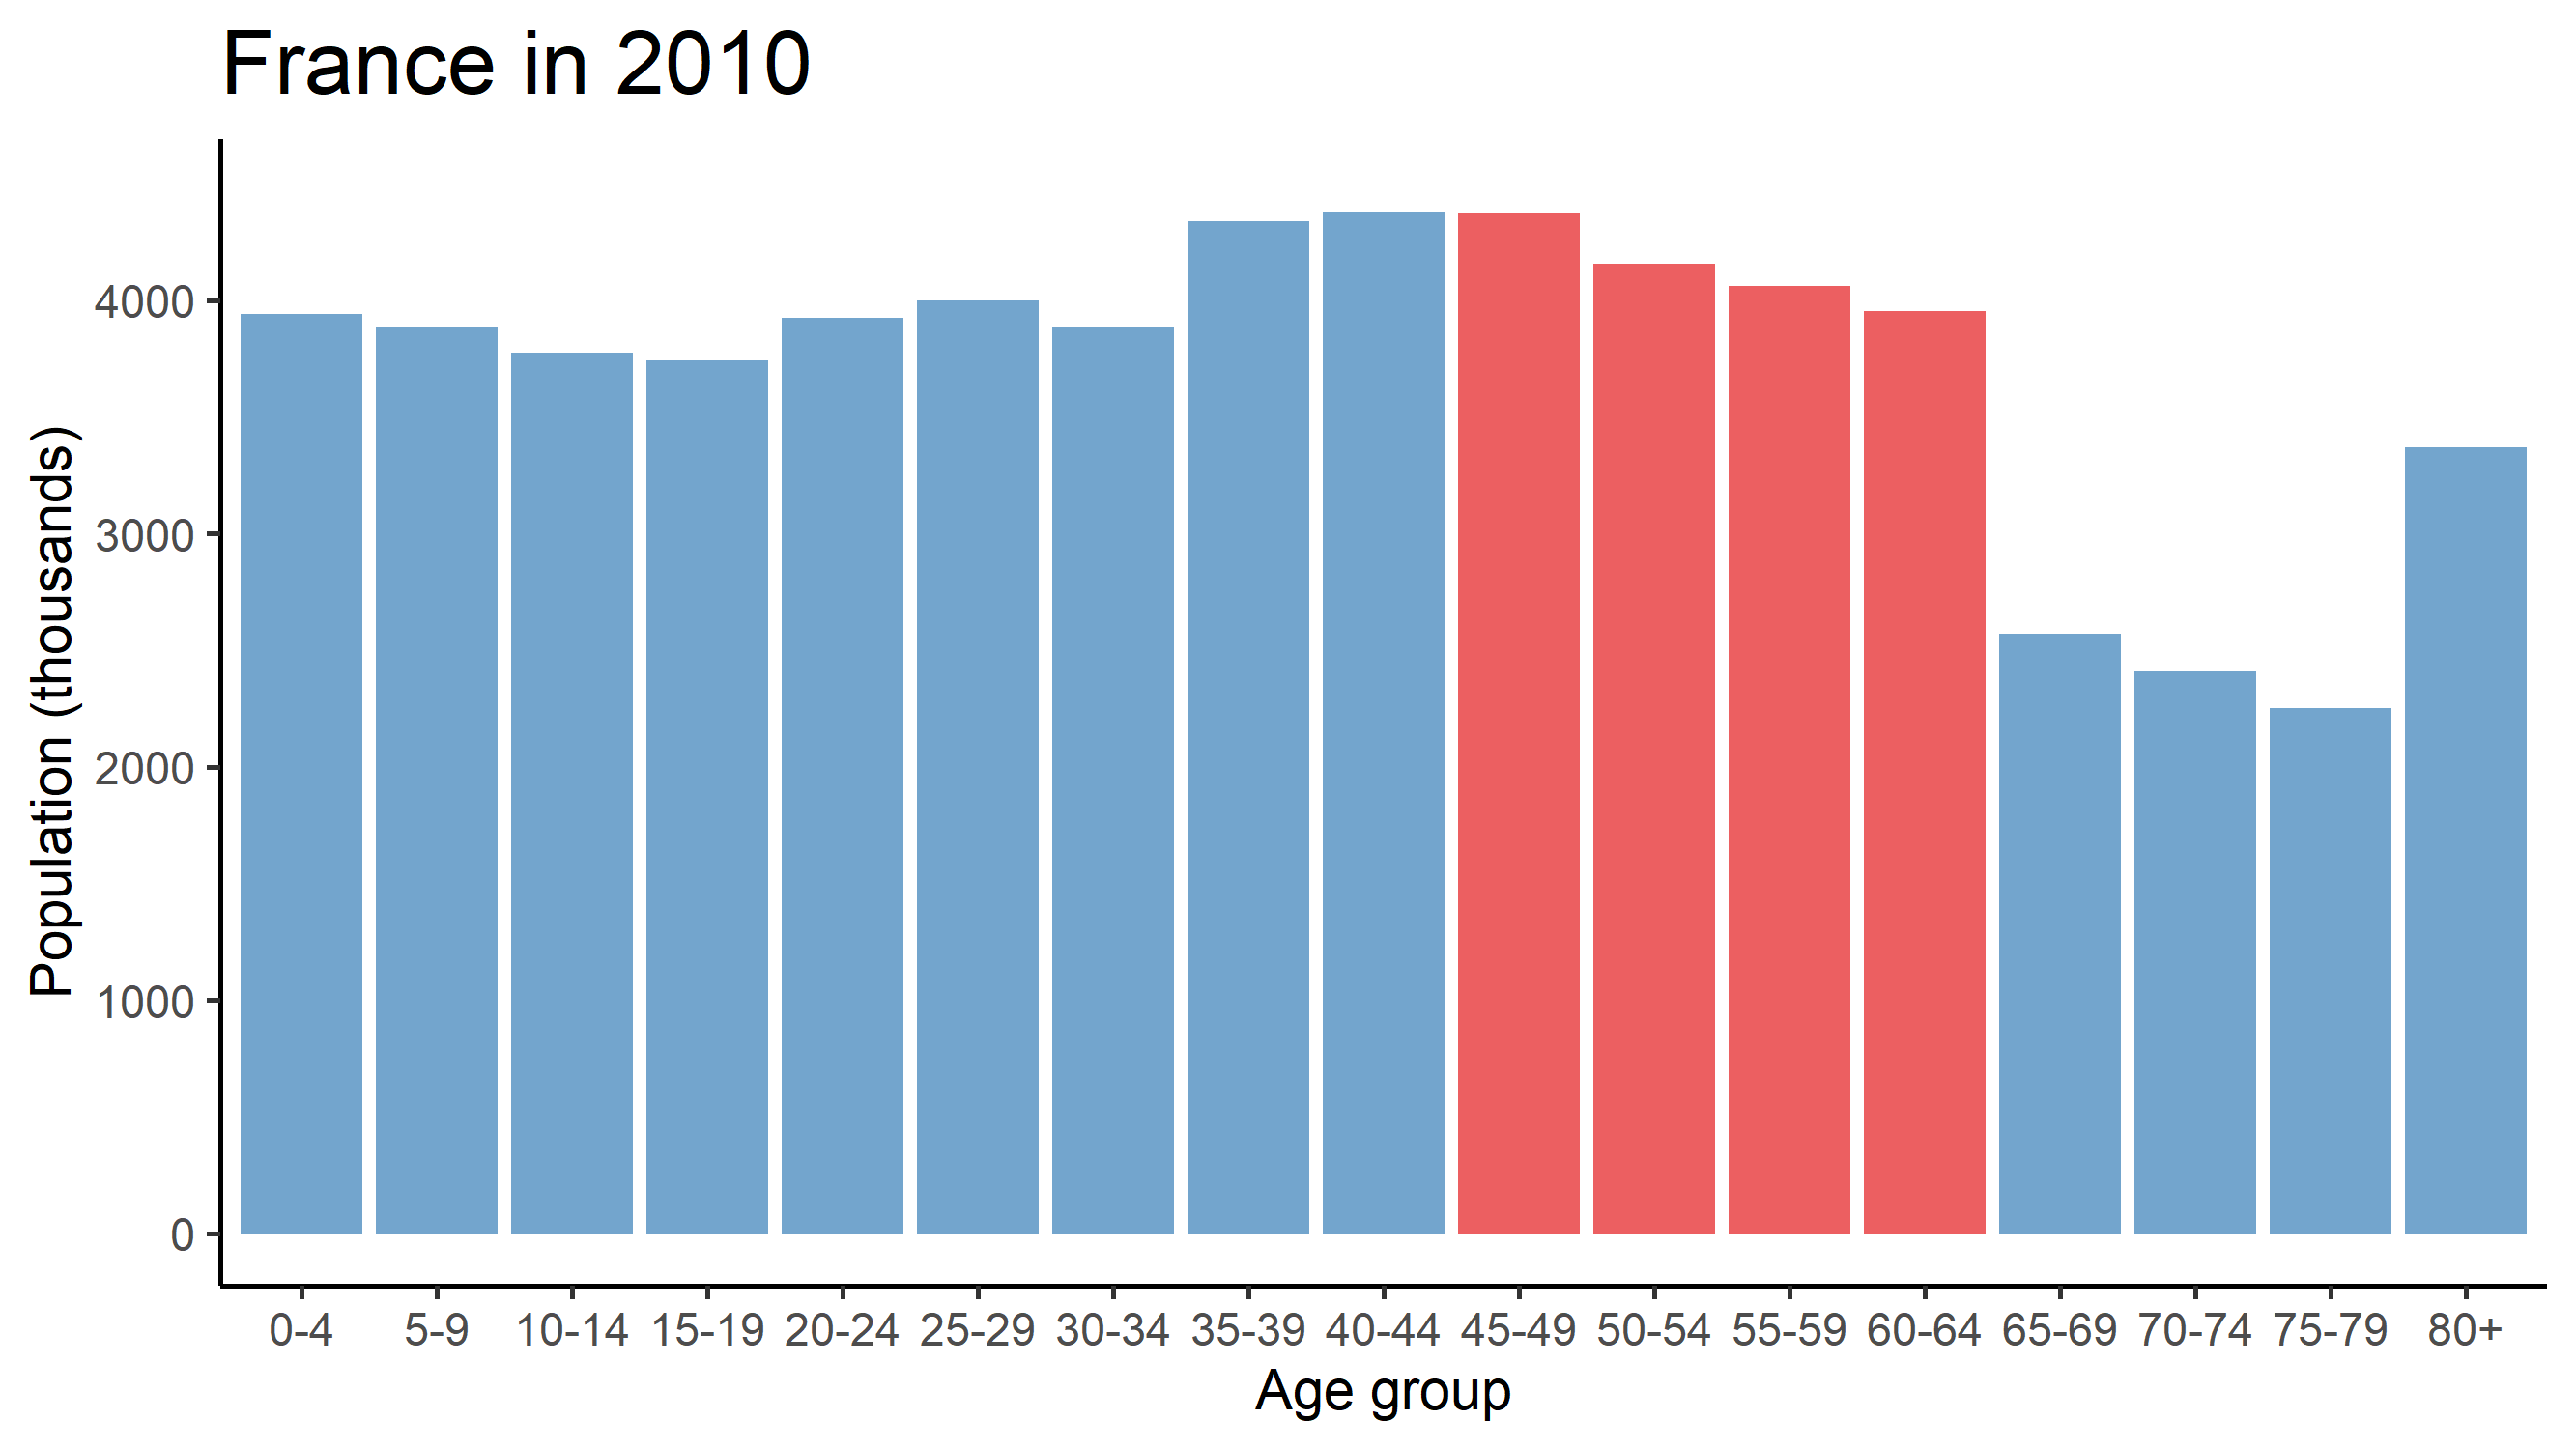 France in 2010
Population (thousands)
4000
3000
2000
1000
0
0-4 5-9 10-14 15-19 20-24 25-29 30-34 35-39 40-44 45-49 50-54 55-59 60-64 65-69 70-74 75-79 80+
Age group